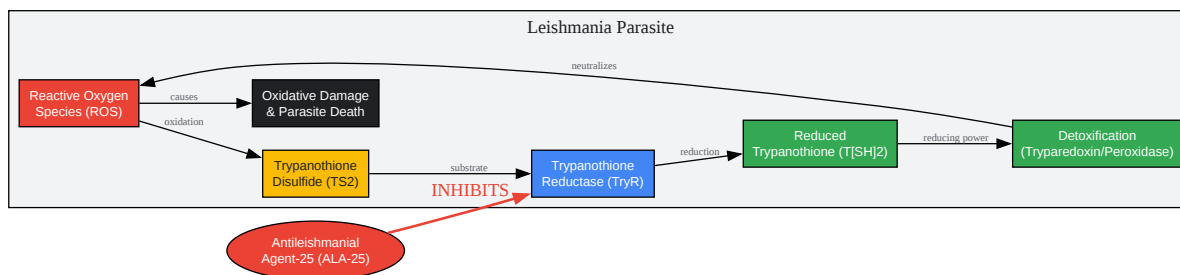 Leishmania Parasite
neutralizes
Reactive Oxygen
Species (ROS)
causes
Oxidative Damage
& Parasite Death
oxidation
Trypanothione
Disulfide (TS2)
substrate
Trypanothione
Reductase (TryR)
reduction
Reduced
Trypanothione (T[SH]2)
reducing power
Detoxification
(Tryparedoxin/Peroxidase)
INHIBITS
Antileishmanial
Agent-25 (ALA-25)